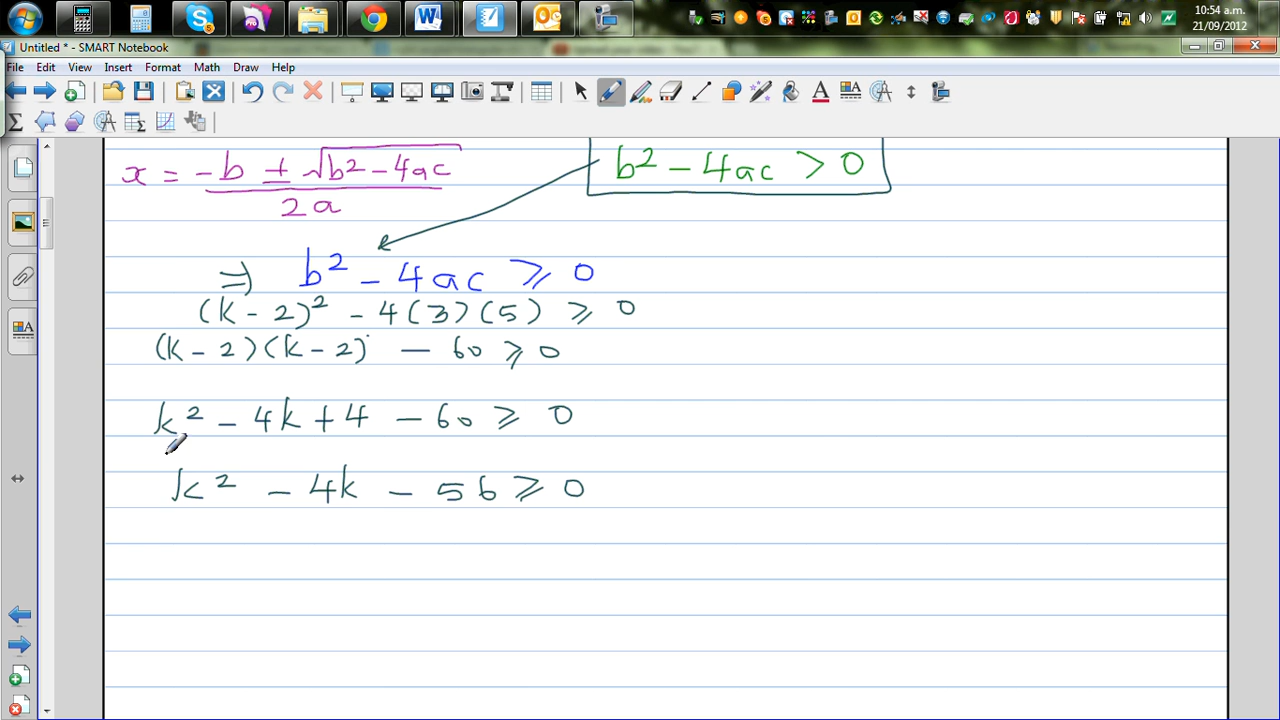 10:54 a.m.
21/09/2012
Untitled * - SMART Notebook
File Edit View Insert Format Math Draw Help
x = -b ± √b² - 4ac
2a
b² - 4ac > 0
⇒ b² - 4ac ⩾ 0
(k - 2)² - 4(3)(5) ⩾ 0
(k - 2)(k - 2) - 60 ⩾ 0
k² - 4k + 4 - 60 ⩾ 0
k² - 4k - 56 ⩾ 0